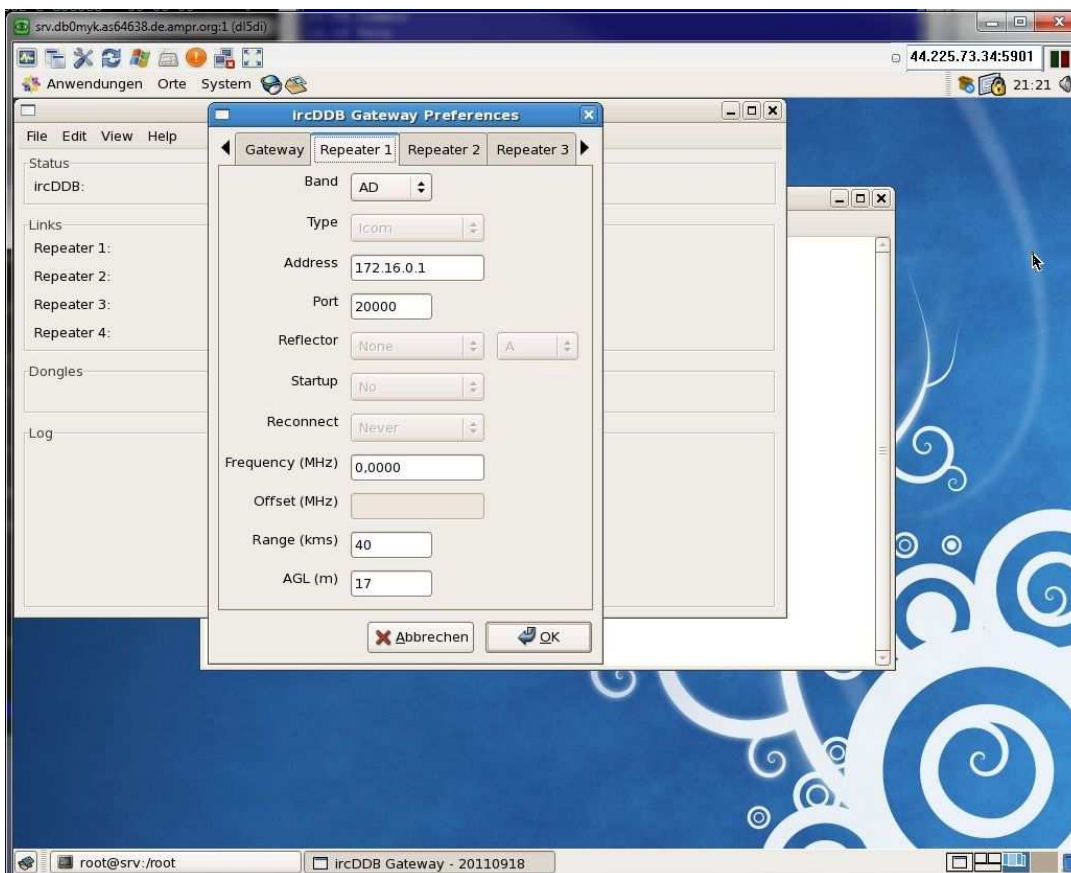 srv.db0myk.as64638.de.ampr.org:1 (dl5di)
44.225.73.34:5901
Anwendungen Orte System
21:21
ircDDB Gateway Preferences
File Edit View Help
Gateway Repeater 1 Repeater 2 Repeater 3
Status
ircDDB:
Links
Repeater 1:
Repeater 2:
Repeater 3:
Repeater 4:
Dongles
Log
Band AD
Type Icom
Address 172.16.0.1
Port 20000
Reflector None A
Startup No
Reconnect Never
Frequency (MHz) 0,0000
Offset (MHz)
Range (kms) 40
AGL (m) 17
Abbrechen OK
root@srv:/root ircDDB Gateway - 20110918